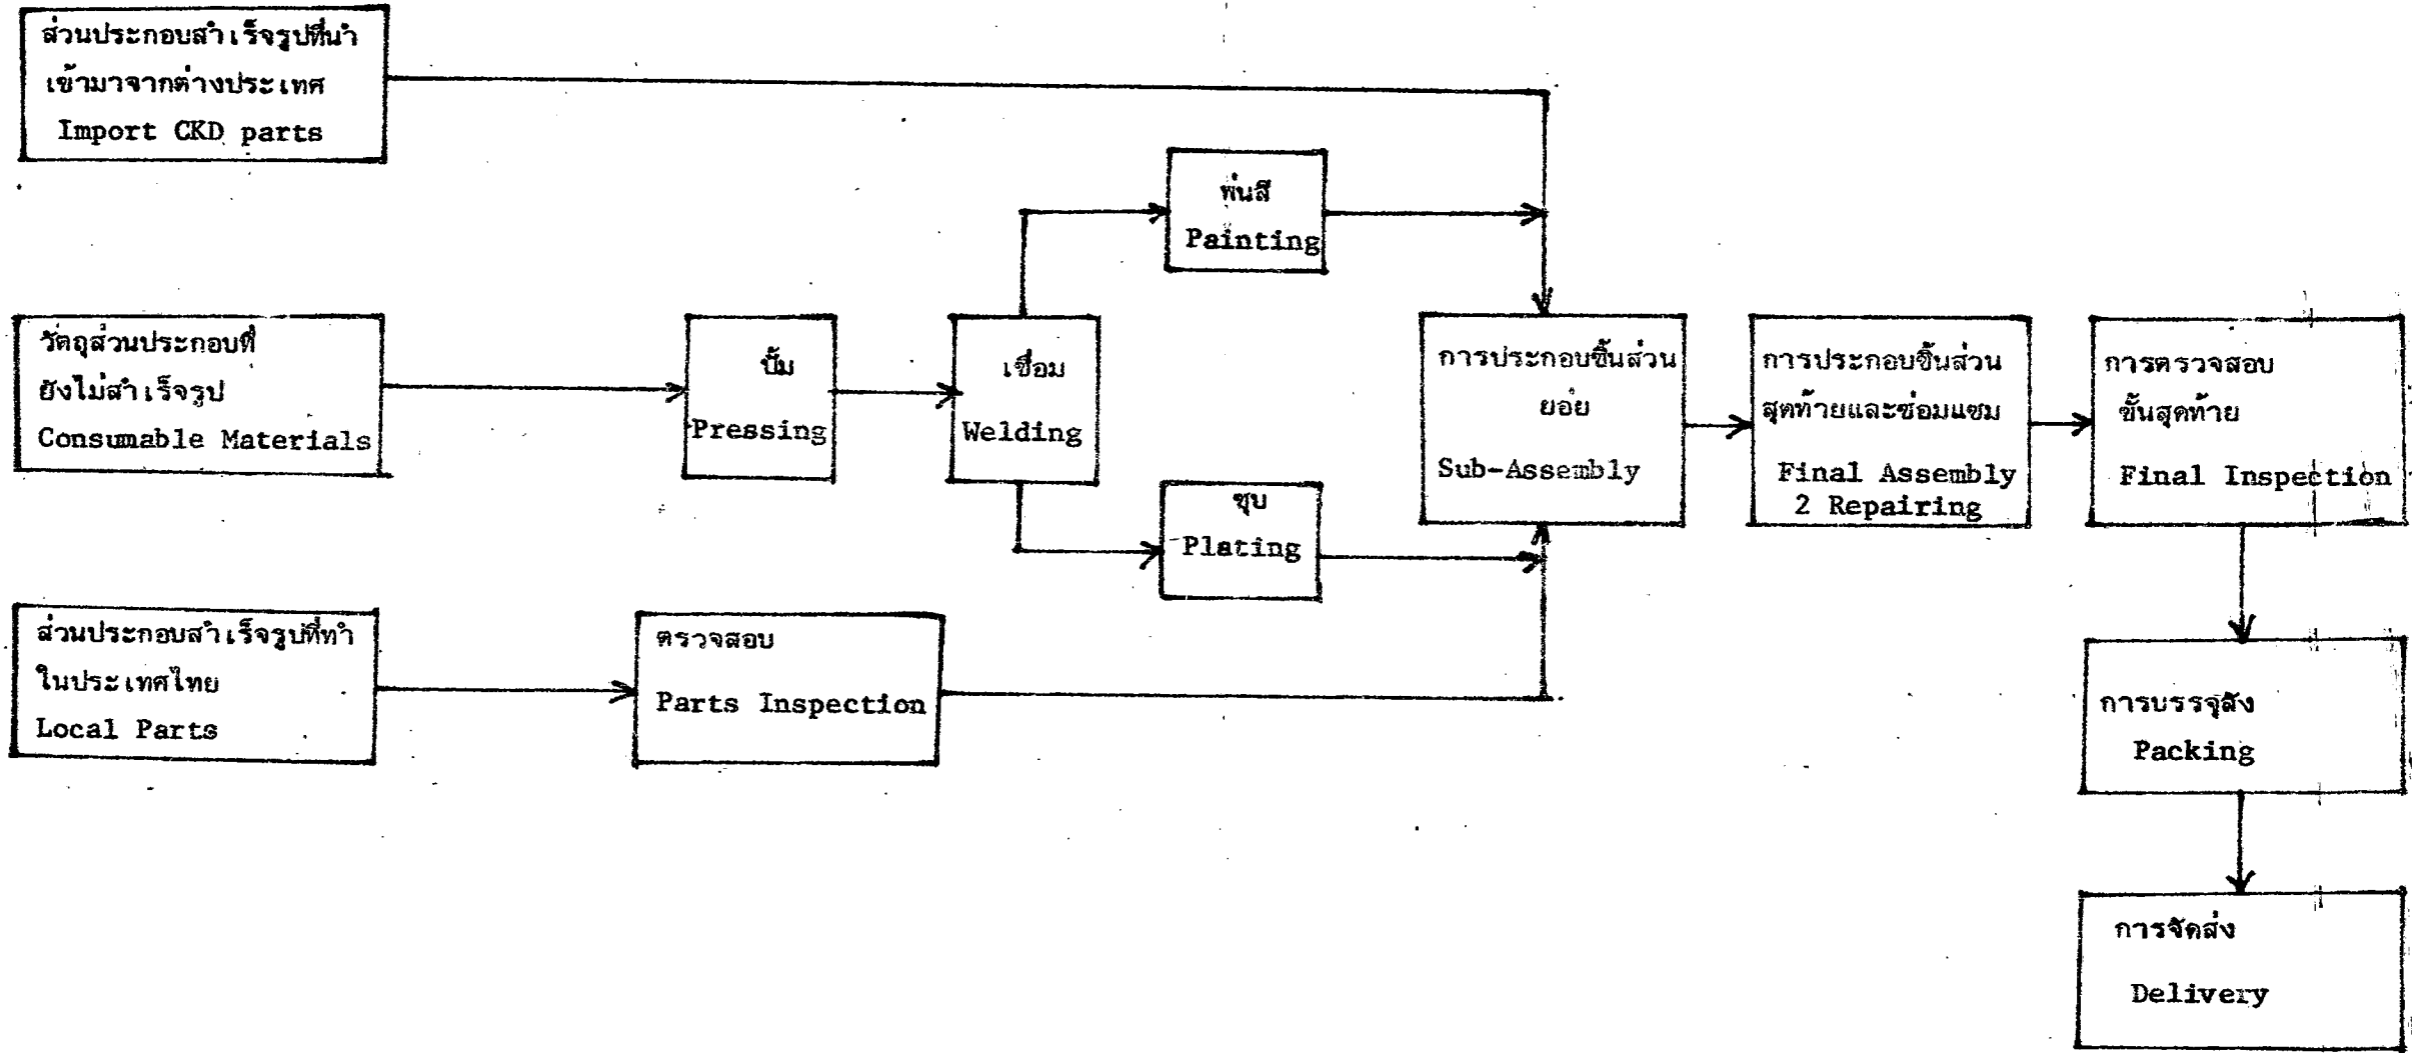 ส่วนประกอบสำเร็จรูปที่นำ
เข้ามาจากต่างประเทศ
Import CKD parts
พ่นสี
Painting
วัตถุส่วนประกอบที่
ยังไม่สำเร็จรูป
Consumable Materials
ปั้ม
Pressing
เชื่อม
Welding
การประกอบชิ้นส่วน
ย่อย
Sub-Assembly
การประกอบชิ้นส่วน
สุดท้ายและซ่อมแซม
Final Assembly
2 Repairing
การตรวจสอบ
ขั้นสุดท้าย
Final Inspection
ชุบ
Plating
ส่วนประกอบสำเร็จรูปที่ทำ
ในประเทศไทย
Local Parts
ตรวจสอบ
Parts Inspection
การบรรจุลัง
Packing
การจัดส่ง
Delivery